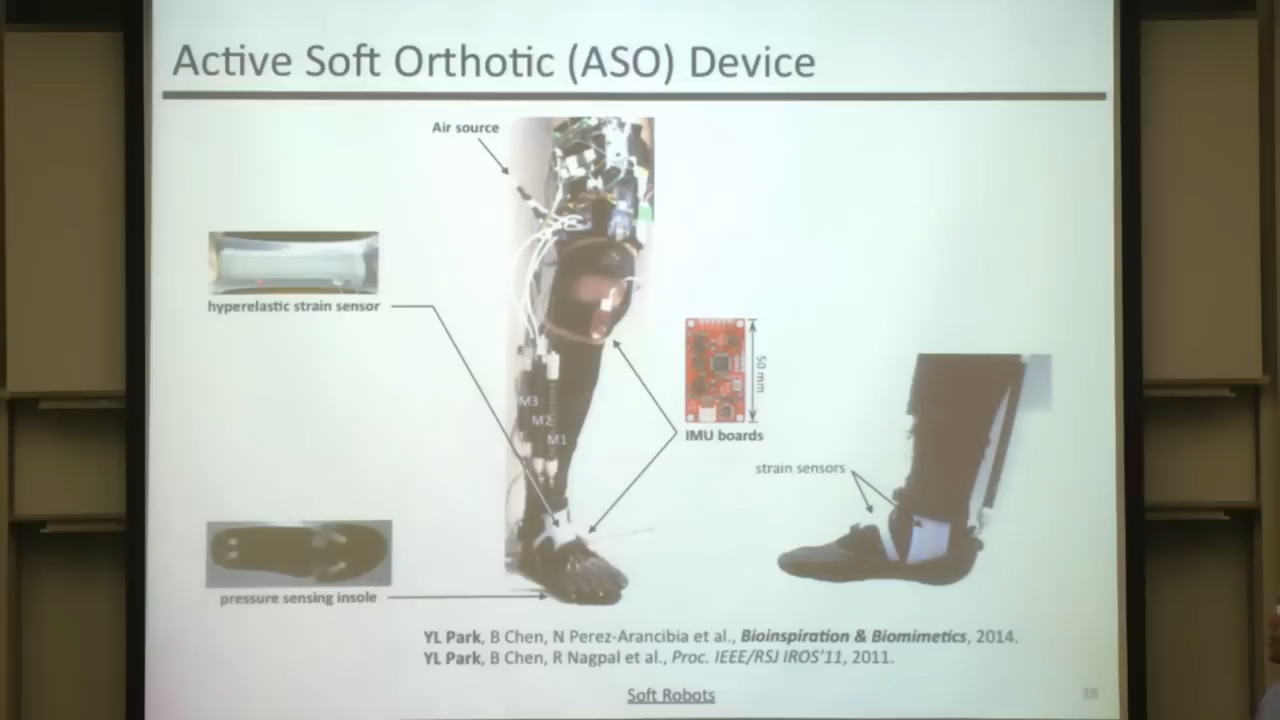 Active Soft Orthotic (ASO) Device
Air source
hyperelastic strain sensor
50 mm
M3
M2
M1
IMU boards
strain sensors
pressure sensing insole
YL Park, B Chen, N Perez-Arancibia et al., Bioinspiration & Biomimetics, 2014.
YL Park, B Chen, R Nagpal et al., Proc. IEEE/RSJ IROS'11, 2011.
Soft Robots